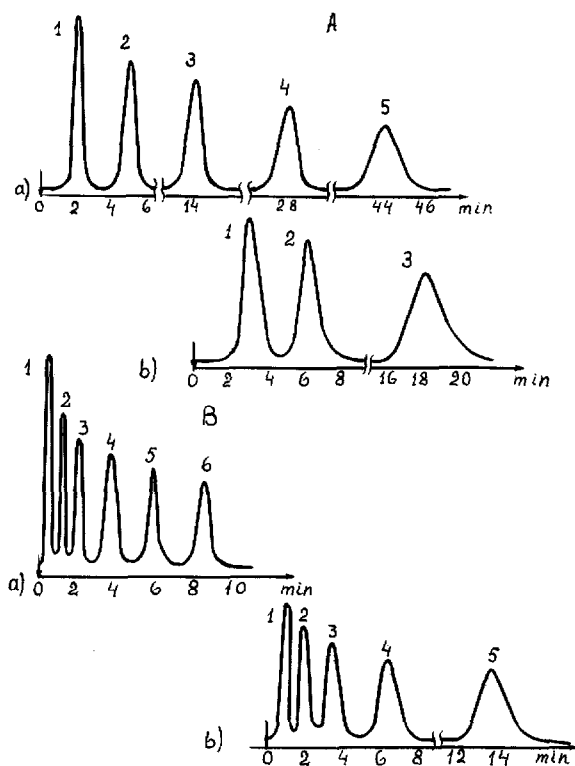 A
1 2 3 4 5
a)
0 2 4 6 14 28 44 46 min
1 2 3
b)
0 2 4 6 8 16 18 20 min
B
1 2 3 4 5 6
a)
0 2 4 6 8 10 min
1 2 3 4 5
b)
0 2 4 6 8 12 14 min